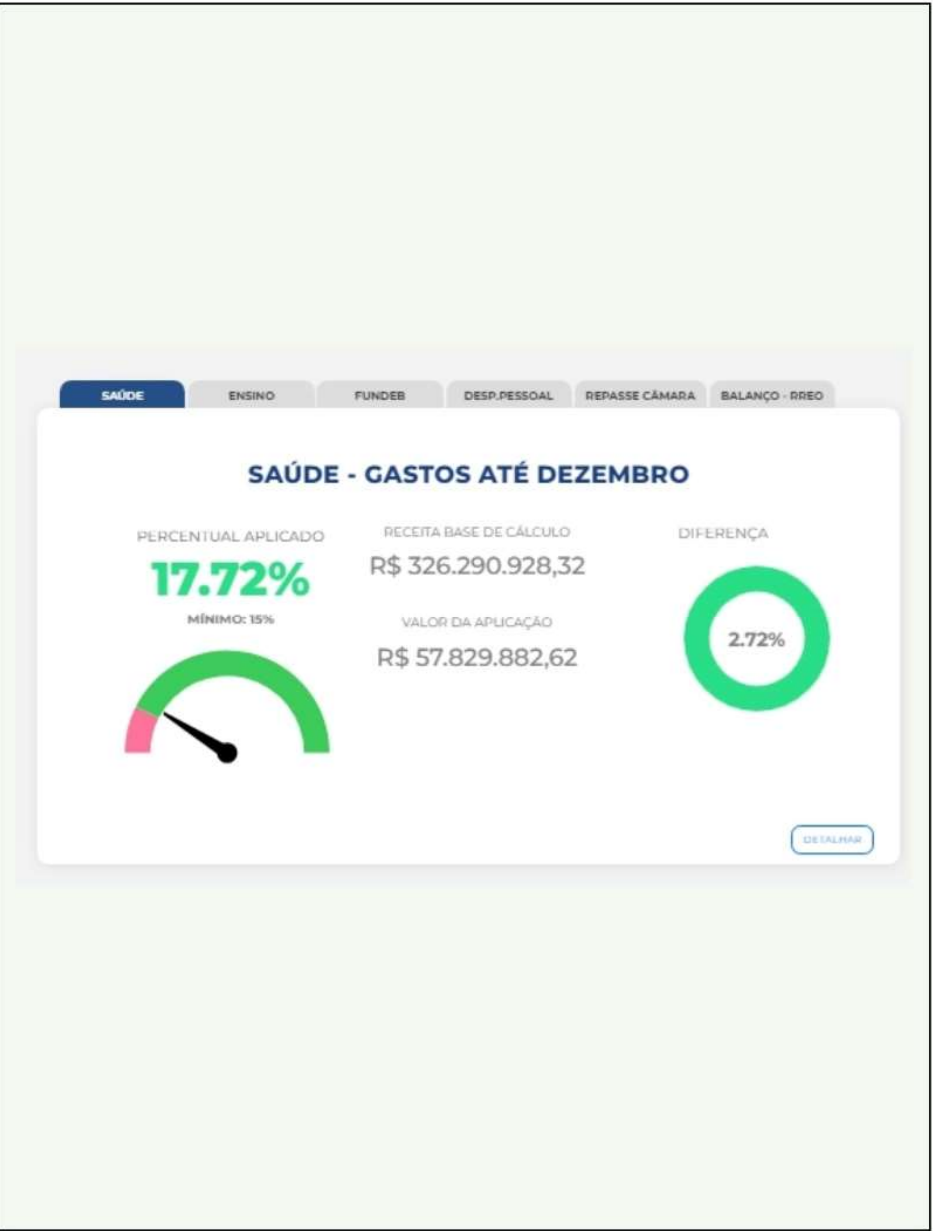 SAÚDE ENSINO FUNDEB DESP.PESSOAL REPASSE CÂMARA BALANÇO - RREO
SAÚDE - GASTOS ATÉ DEZEMBRO
PERCENTUAL APLICADO
17.72%
MÍNIMO: 15%
RECEITA BASE DE CÁLCULO
R$ 326.290.928,32
VALOR DA APLICAÇÃO
R$ 57.829.882,62
DIFERENÇA
2.72%
DETALHAR